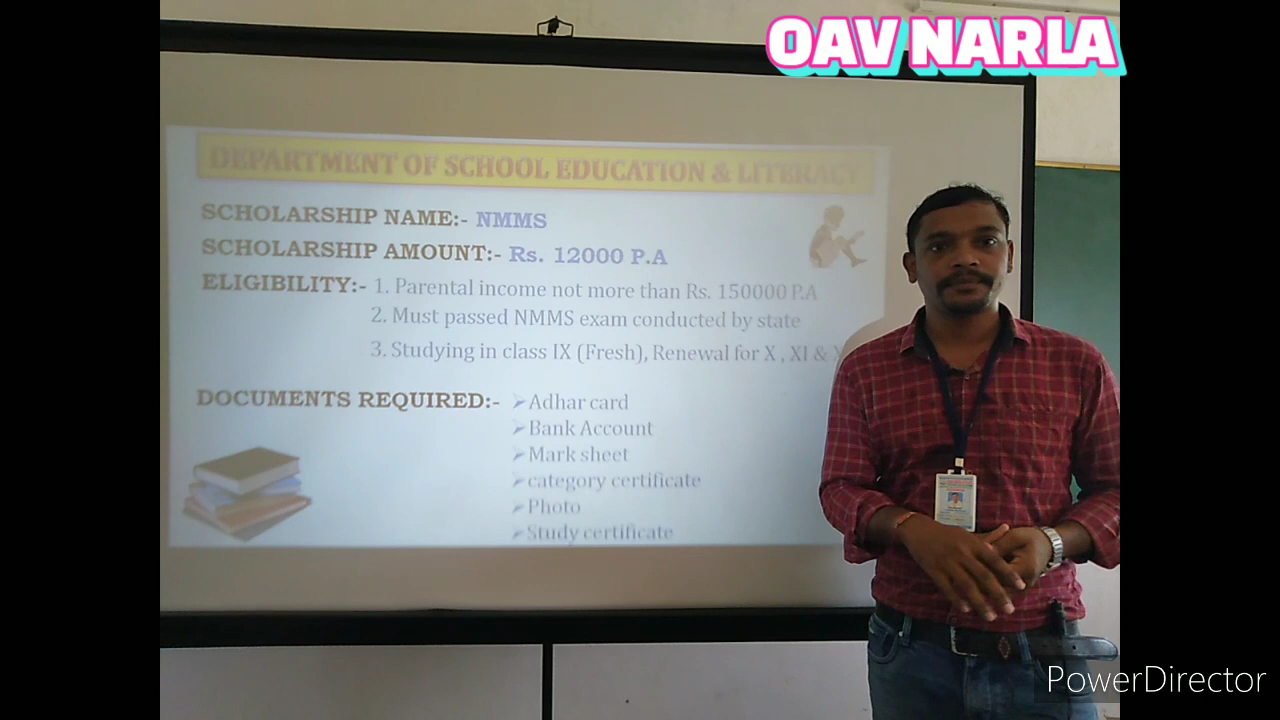 OAV NARLA
DEPARTMENT OF SCHOOL EDUCATION & LITERACY
SCHOLARSHIP NAME:- NMMS
SCHOLARSHIP AMOUNT:- Rs. 12000 P.A
ELIGIBILITY:- 1. Parental income not more than Rs. 150000 P.A
2. Must passed NMMS exam conducted by state
3. Studying in class IX (Fresh), Renewal for X , XI & X
DOCUMENTS REQUIRED:- ➢Adhar card
➢Bank Account
➢Mark sheet
➢category certificate
➢Photo
➢Study certificate
PowerDirector